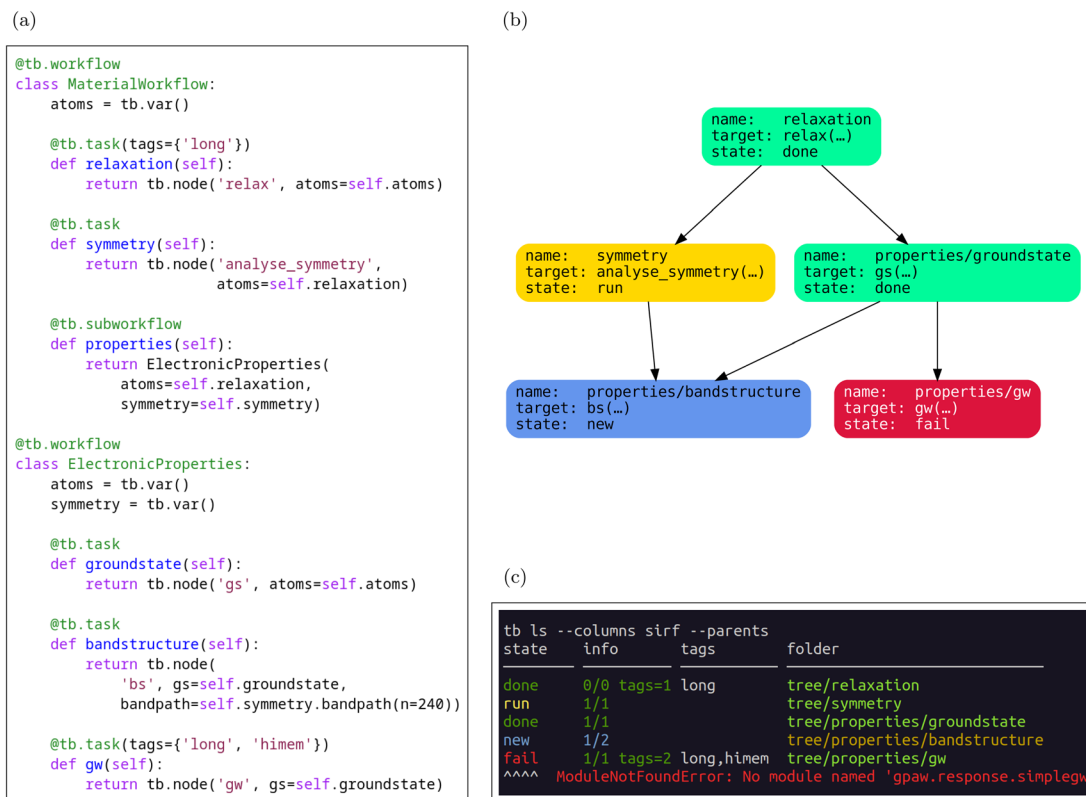 (a)
@tb.workflow
class MaterialWorkflow:
    atoms = tb.var()
    @tb.task(tags={'long'})
    def relaxation(self):
        return tb.node('relax', atoms=self.atoms)
    @tb.task
    def symmetry(self):
        return tb.node('analyse_symmetry',
                       atoms=self.relaxation)
    @tb.subworkflow
    def properties(self):
        return ElectronicProperties(
            atoms=self.relaxation,
            symmetry=self.symmetry)
@tb.workflow
class ElectronicProperties:
    atoms = tb.var()
    symmetry = tb.var()
    @tb.task
    def groundstate(self):
        return tb.node('gs', atoms=self.atoms)
    @tb.task
    def bandstructure(self):
        return tb.node(
            'bs', gs=self.groundstate,
            bandpath=self.symmetry.bandpath(n=240))
    @tb.task(tags={'long', 'himem'})
    def gw(self):
        return tb.node('gw', gs=self.groundstate)
(b)
name: relaxation
target: relax(…)
state: done
name: symmetry
target: analyse_symmetry(…)
state: run
name: properties/groundstate
target: gs(…)
state: done
name: properties/bandstructure
target: bs(…)
state: new
name: properties/gw
target: gw(…)
state: fail
(c)
tb ls --columns sirf --parents
state info tags folder
done 0/0 tags=1 long tree/relaxation
run 1/1 tree/symmetry
done 1/1 tree/properties/groundstate
new 1/2 tree/properties/bandstructure
fail 1/1 tags=2 long,himem tree/properties/gw
^^^^ ModuleNotFoundError: No module named 'gpaw.response.simplegw